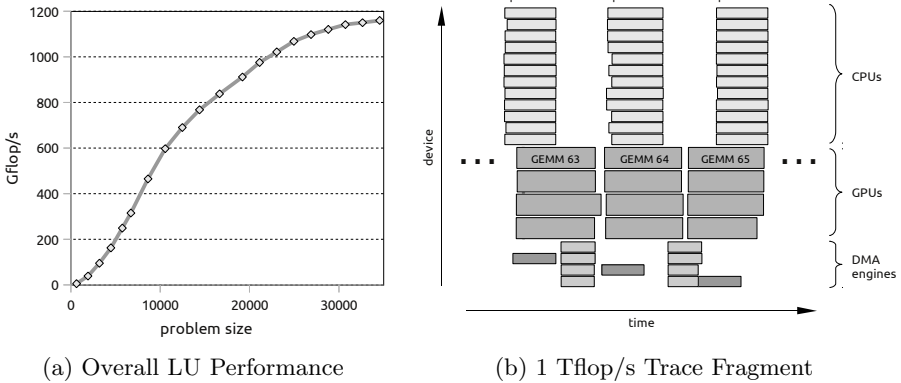 1200
1000
800
600
400
200
0
Gflop/s
0
10000
20000
30000
problem size
(a) Overall LU Performance
device
CPUs
... GEMM 63 GEMM 64 GEMM 65 ...
GPUs
DMA
engines
time
(b) 1 Tflop/s Trace Fragment